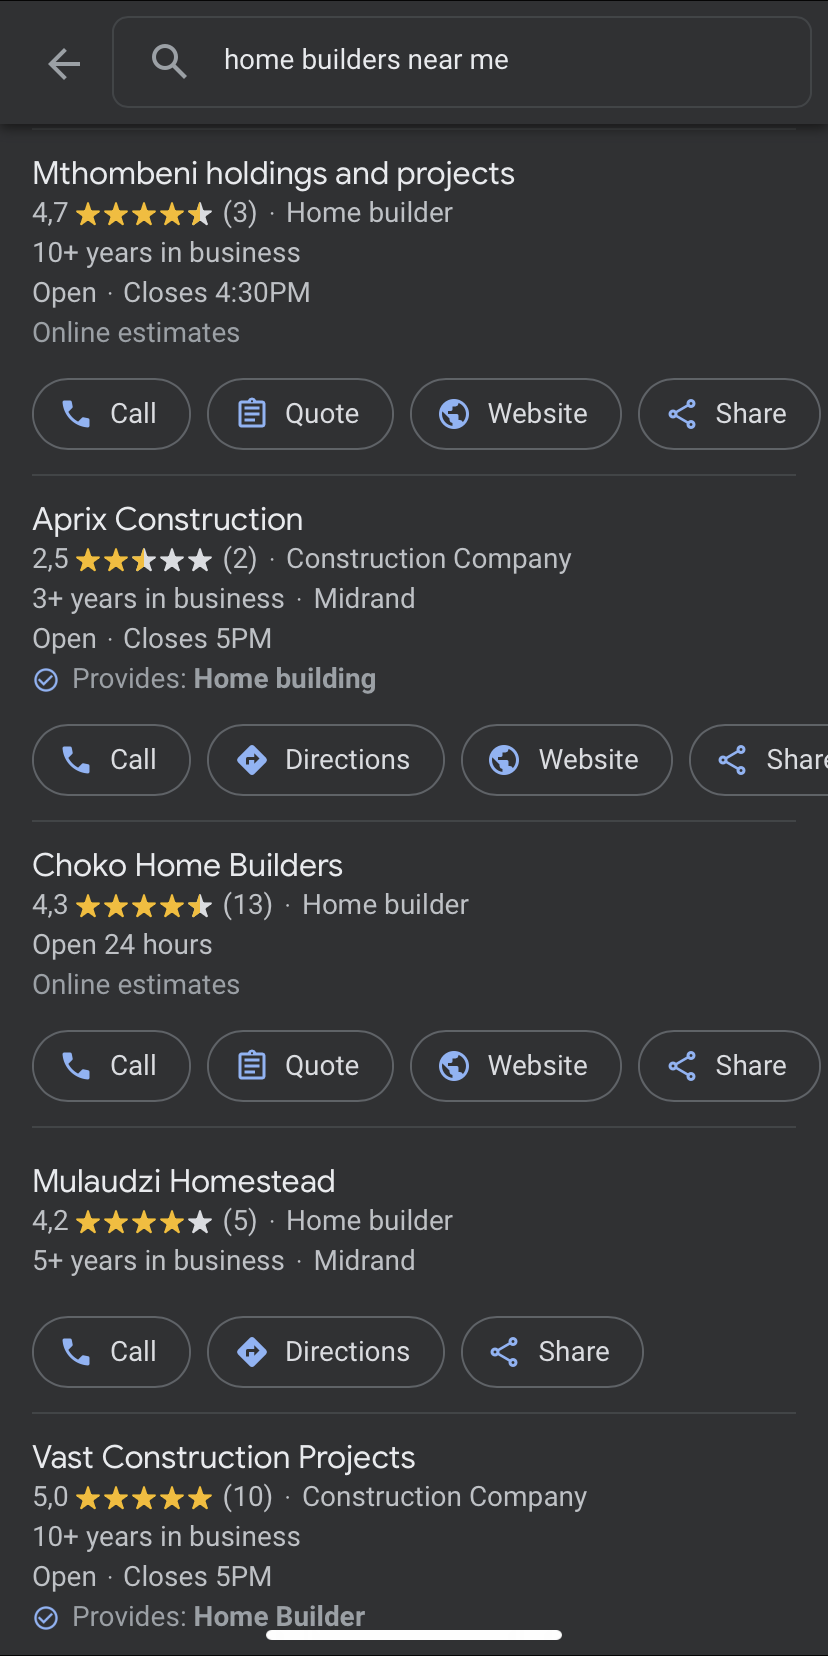 home builders near me
Mthombeni holdings and projects
4,7 (3) · Home builder
10+ years in business
Open · Closes 4:30PM
Online estimates
Call Quote Website Share
Aprix Construction
2,5 (2) · Construction Company
3+ years in business · Midrand
Open · Closes 5PM
Provides: Home building
Call Directions Website Share
Choko Home Builders
4,3 (13) · Home builder
Open 24 hours
Online estimates
Call Quote Website Share
Mulaudzi Homestead
4,2 (5) · Home builder
5+ years in business · Midrand
Call Directions Share
Vast Construction Projects
5,0 (10) · Construction Company
10+ years in business
Open · Closes 5PM
Provides: Home Builder